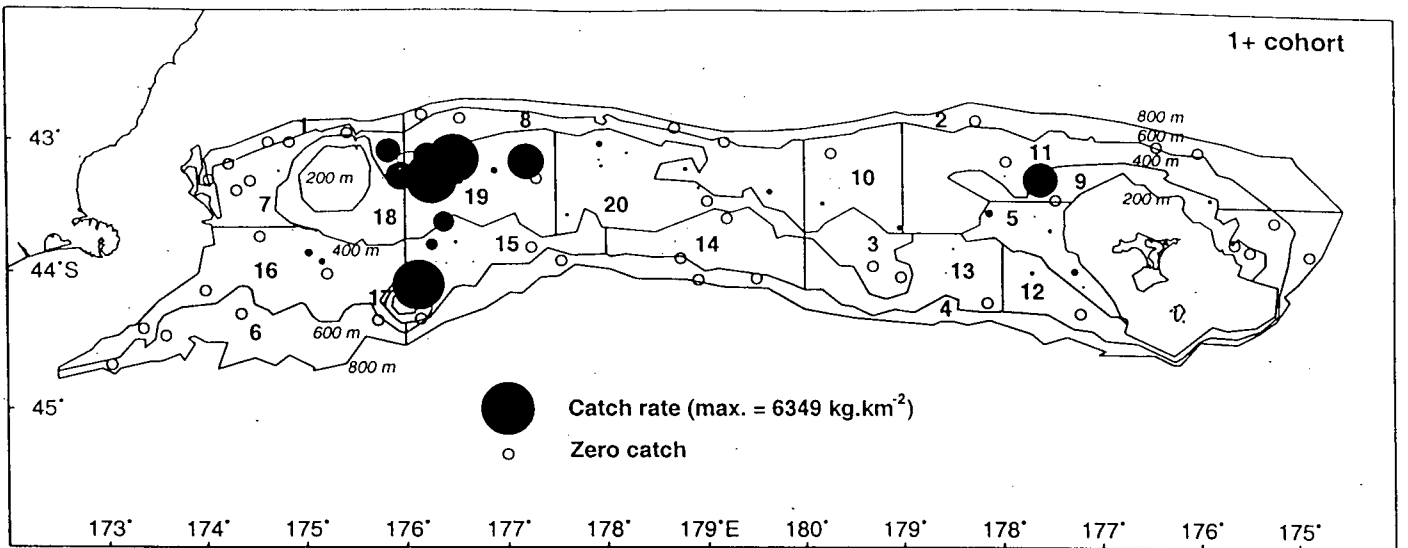 1+ cohort
43°
44°S
45°
1
8
2
800 m
600 m
400 m
11
9
200 m
200 m
7
18
19
20
10
5
400 m
15
14
3
16
13
17
12
6
4
600 m
800 m
Catch rate (max. = 6349 kg.km-2)
Zero catch
173° 174° 175° 176° 177° 178° 179°E 180° 179° 178° 177° 176° 175°